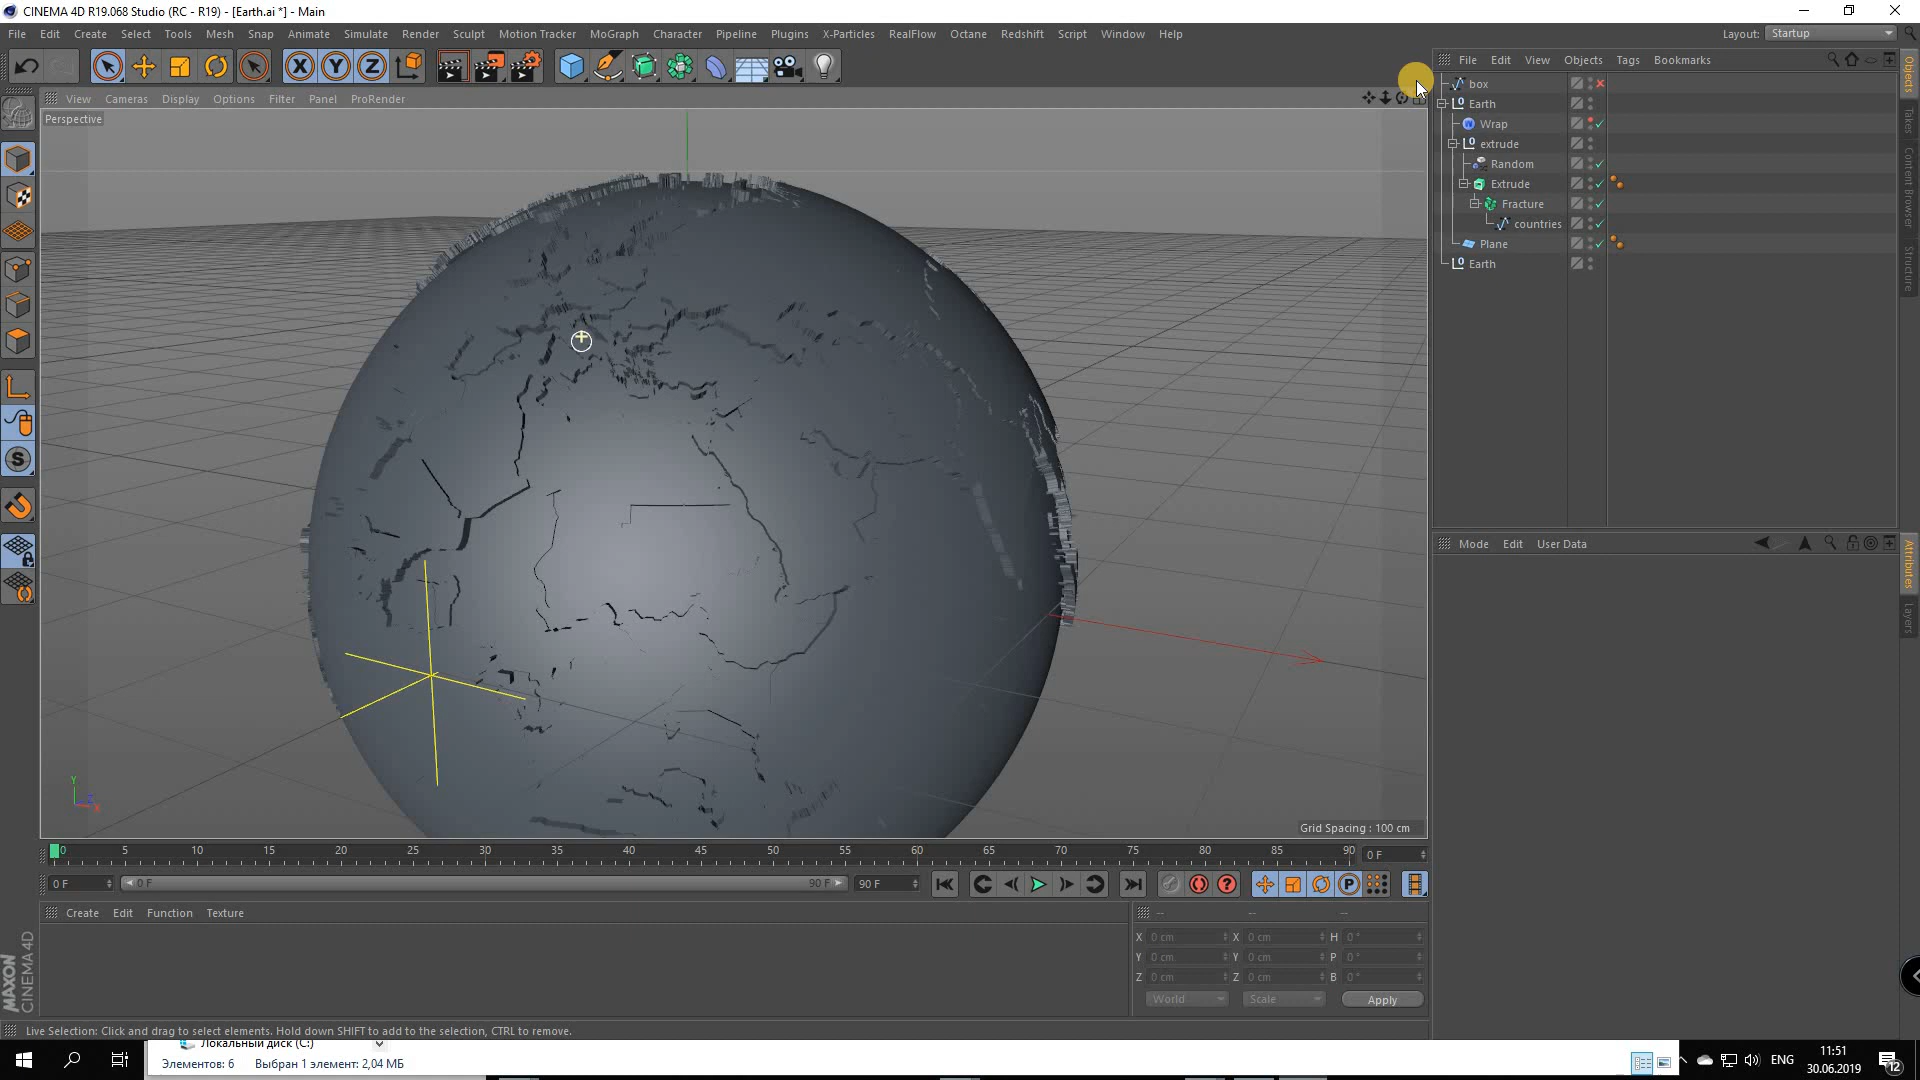 CINEMA 4D R19.068 Studio (RC - R19) - [Earth.ai *] - Main
File Edit Create Select Tools Mesh Snap Animate Simulate Render Sculpt Motion Tracker MoGraph Character Pipeline Plugins X-Particles RealFlow Octane Redshift Script Window Help
Layout: Startup
X Y Z
View Cameras Display Options Filter Panel ProRender
Perspective
File Edit View Objects Tags Bookmarks
box
Earth
Wrap
extrude
Random
Extrude
Fracture
countries
Plane
Earth
Objects
Takes
Content Browser
Structure
Mode Edit User Data
Attributes
Layers
Y
Z
X
Grid Spacing : 100 cm
0 5 10 15 20 25 30 35 40 45 50 55 60 65 70 75 80 85 90 0 F
0 F 0 F 90 F 90 F
Create Edit Function Texture
-- -- --
X 0 cm X 0 cm H 0 °
Y 0 cm Y 0 cm P 0 °
Z 0 cm Z 0 cm B 0 °
World Scale Apply
MAXON
CINEMA 4D
Live Selection: Click and drag to select elements. Hold down SHIFT to add to the selection, CTRL to remove.
Локальный диск (C:)
Элементов: 6 Выбран 1 элемент: 2,04 МБ
ENG
11:51
30.06.2019
12